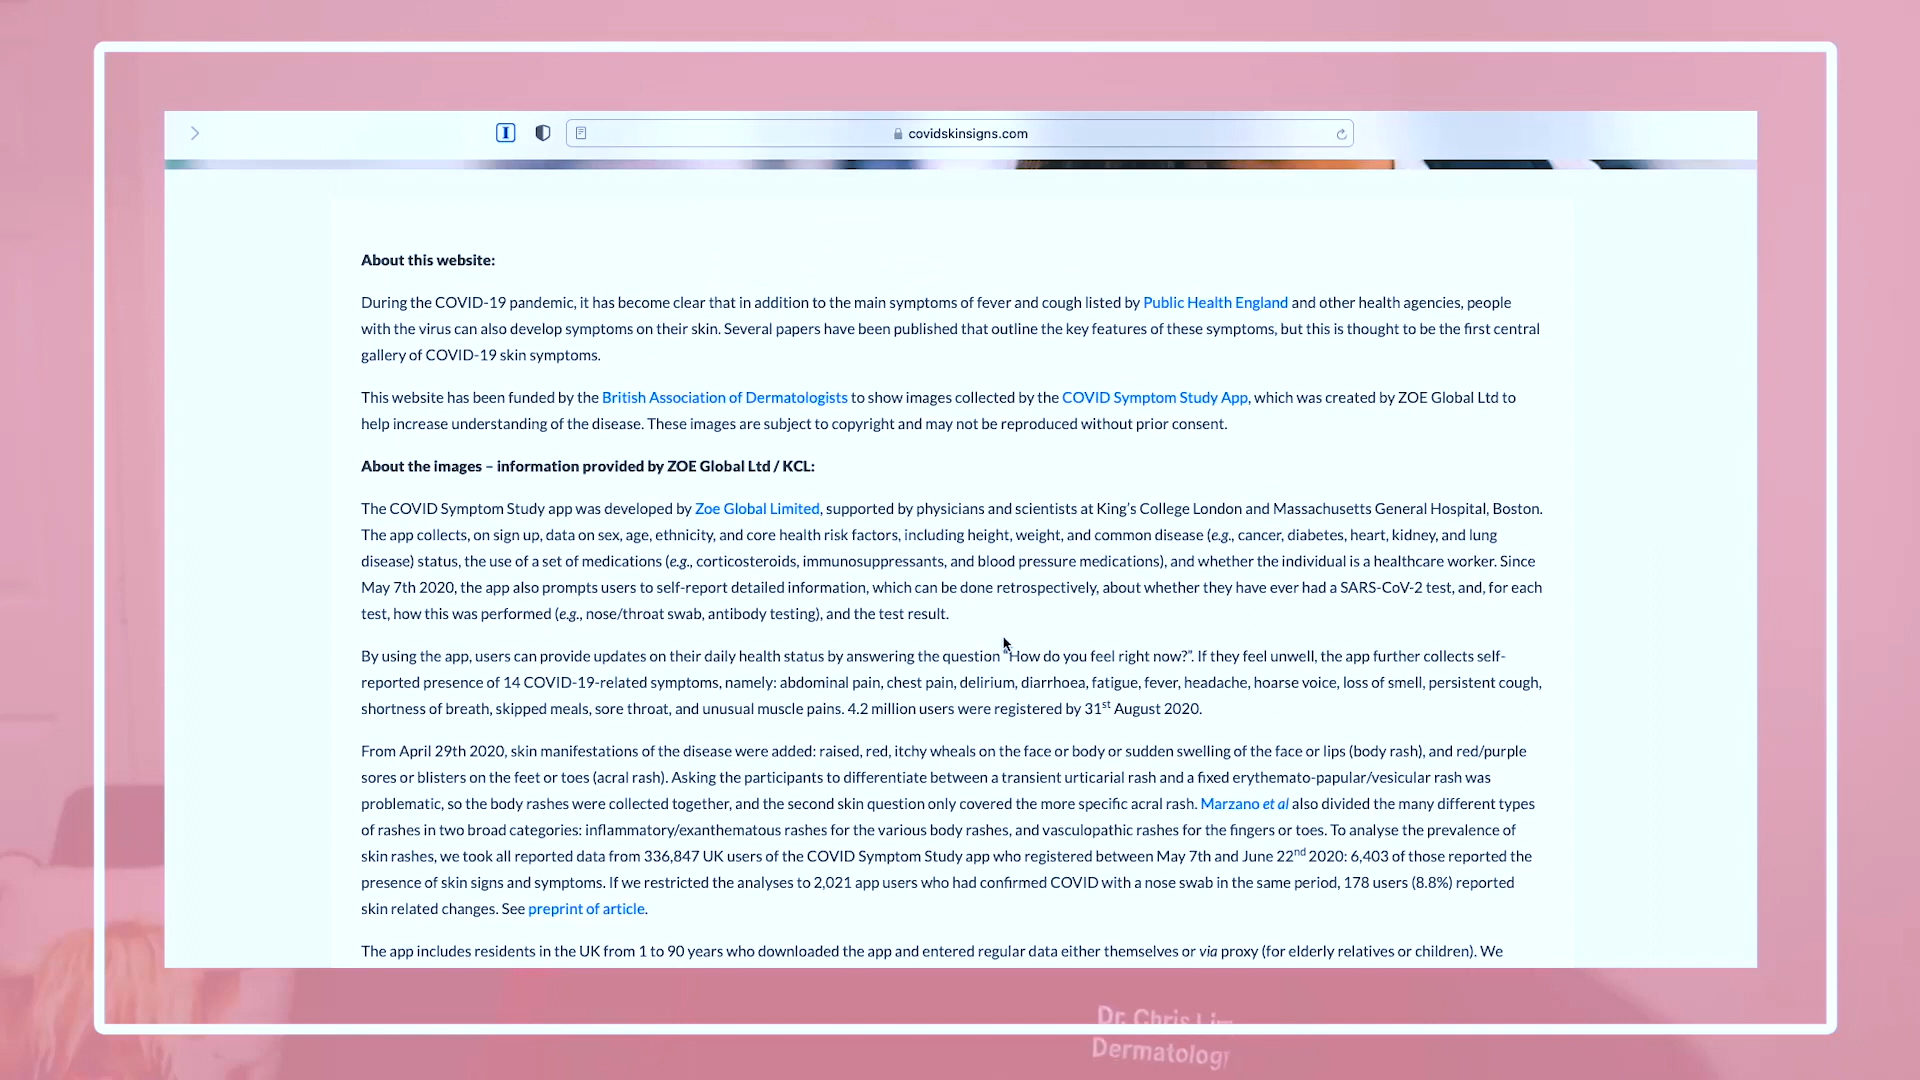 covidskinsigns.com
About this website:
During the COVID-19 pandemic, it has become clear that in addition to the main symptoms of fever and cough listed by Public Health England and other health agencies, people
with the virus can also develop symptoms on their skin. Several papers have been published that outline the key features of these symptoms, but this is thought to be the first central
gallery of COVID-19 skin symptoms.
This website has been funded by the British Association of Dermatologists to show images collected by the COVID Symptom Study App, which was created by ZOE Global Ltd to
help increase understanding of the disease. These images are subject to copyright and may not be reproduced without prior consent.
About the images – information provided by ZOE Global Ltd / KCL:
The COVID Symptom Study app was developed by Zoe Global Limited, supported by physicians and scientists at King's College London and Massachusetts General Hospital, Boston.
The app collects, on sign up, data on sex, age, ethnicity, and core health risk factors, including height, weight, and common disease (e.g., cancer, diabetes, heart, kidney, and lung
disease) status, the use of a set of medications (e.g., corticosteroids, immunosuppressants, and blood pressure medications), and whether the individual is a healthcare worker. Since
May 7th 2020, the app also prompts users to self-report detailed information, which can be done retrospectively, about whether they have ever had a SARS-CoV-2 test, and, for each
test, how this was performed (e.g., nose/throat swab, antibody testing), and the test result.
By using the app, users can provide updates on their daily health status by answering the question "How do you feel right now?". If they feel unwell, the app further collects self-
reported presence of 14 COVID-19-related symptoms, namely: abdominal pain, chest pain, delirium, diarrhoea, fatigue, fever, headache, hoarse voice, loss of smell, persistent cough,
shortness of breath, skipped meals, sore throat, and unusual muscle pains. 4.2 million users were registered by 31st August 2020.
From April 29th 2020, skin manifestations of the disease were added: raised, red, itchy wheals on the face or body or sudden swelling of the face or lips (body rash), and red/purple
sores or blisters on the feet or toes (acral rash). Asking the participants to differentiate between a transient urticarial rash and a fixed erythemato-papular/vesicular rash was
problematic, so the body rashes were collected together, and the second skin question only covered the more specific acral rash. Marzano et al also divided the many different types
of rashes in two broad categories: inflammatory/exanthematous rashes for the various body rashes, and vasculopathic rashes for the fingers or toes. To analyse the prevalence of
skin rashes, we took all reported data from 336,847 UK users of the COVID Symptom Study app who registered between May 7th and June 22nd 2020: 6,403 of those reported the
presence of skin signs and symptoms. If we restricted the analyses to 2,021 app users who had confirmed COVID with a nose swab in the same period, 178 users (8.8%) reported
skin related changes. See preprint of article.
The app includes residents in the UK from 1 to 90 years who downloaded the app and entered regular data either themselves or via proxy (for elderly relatives or children). We
Dr. Chris